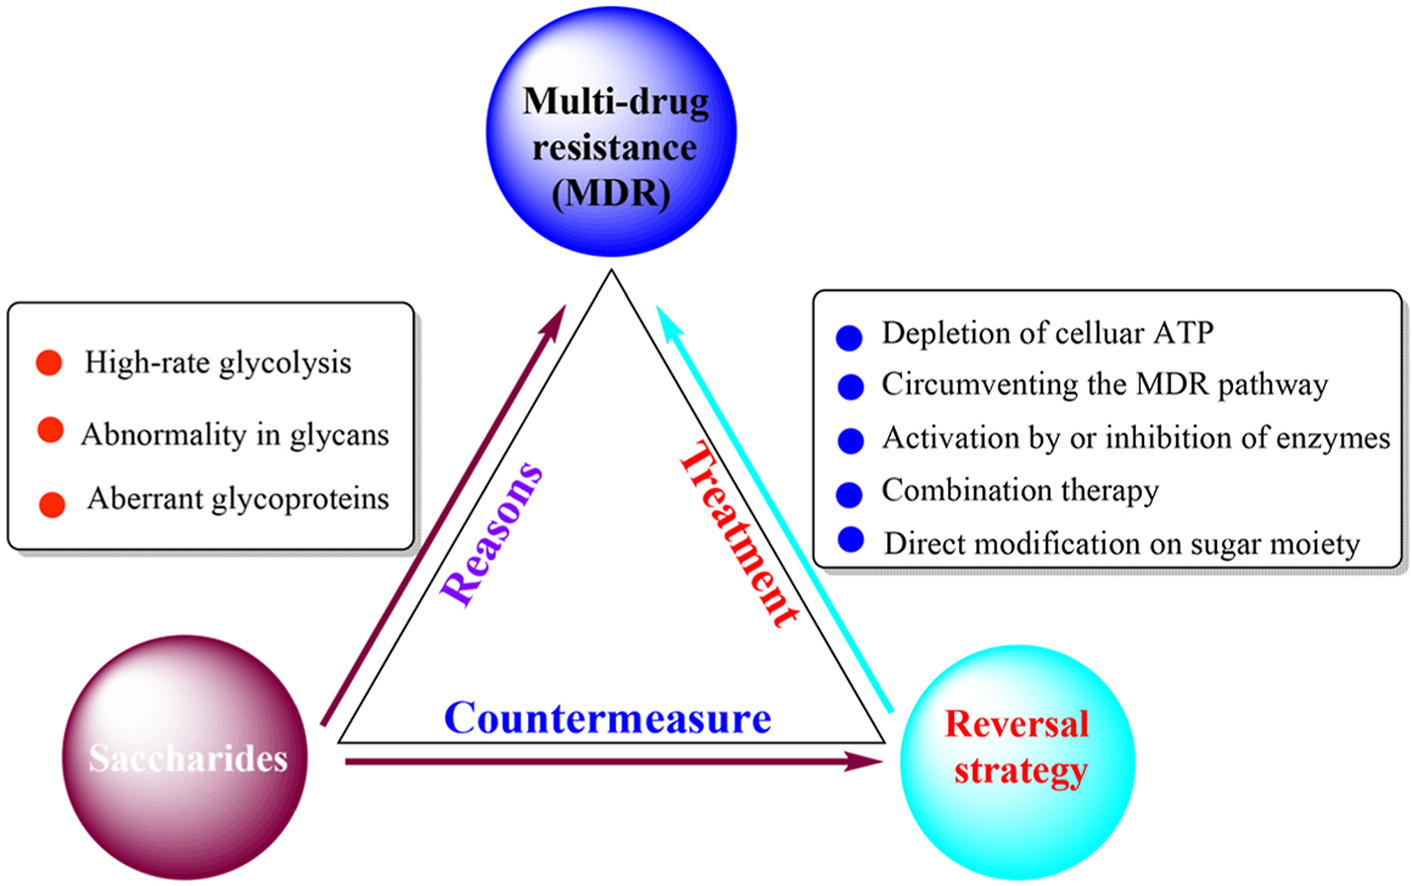 Multi-drug
resistance
(MDR)
High-rate glycolysis
Abnormality in glycans
Aberrant glycoproteins
Depletion of celluar ATP
Circumventing the MDR pathway
Activation by or inhibition of enzymes
Combination therapy
Direct modification on sugar moiety
Reasons
Treatment
Countermeasure
Saccharides
Reversal
strategy